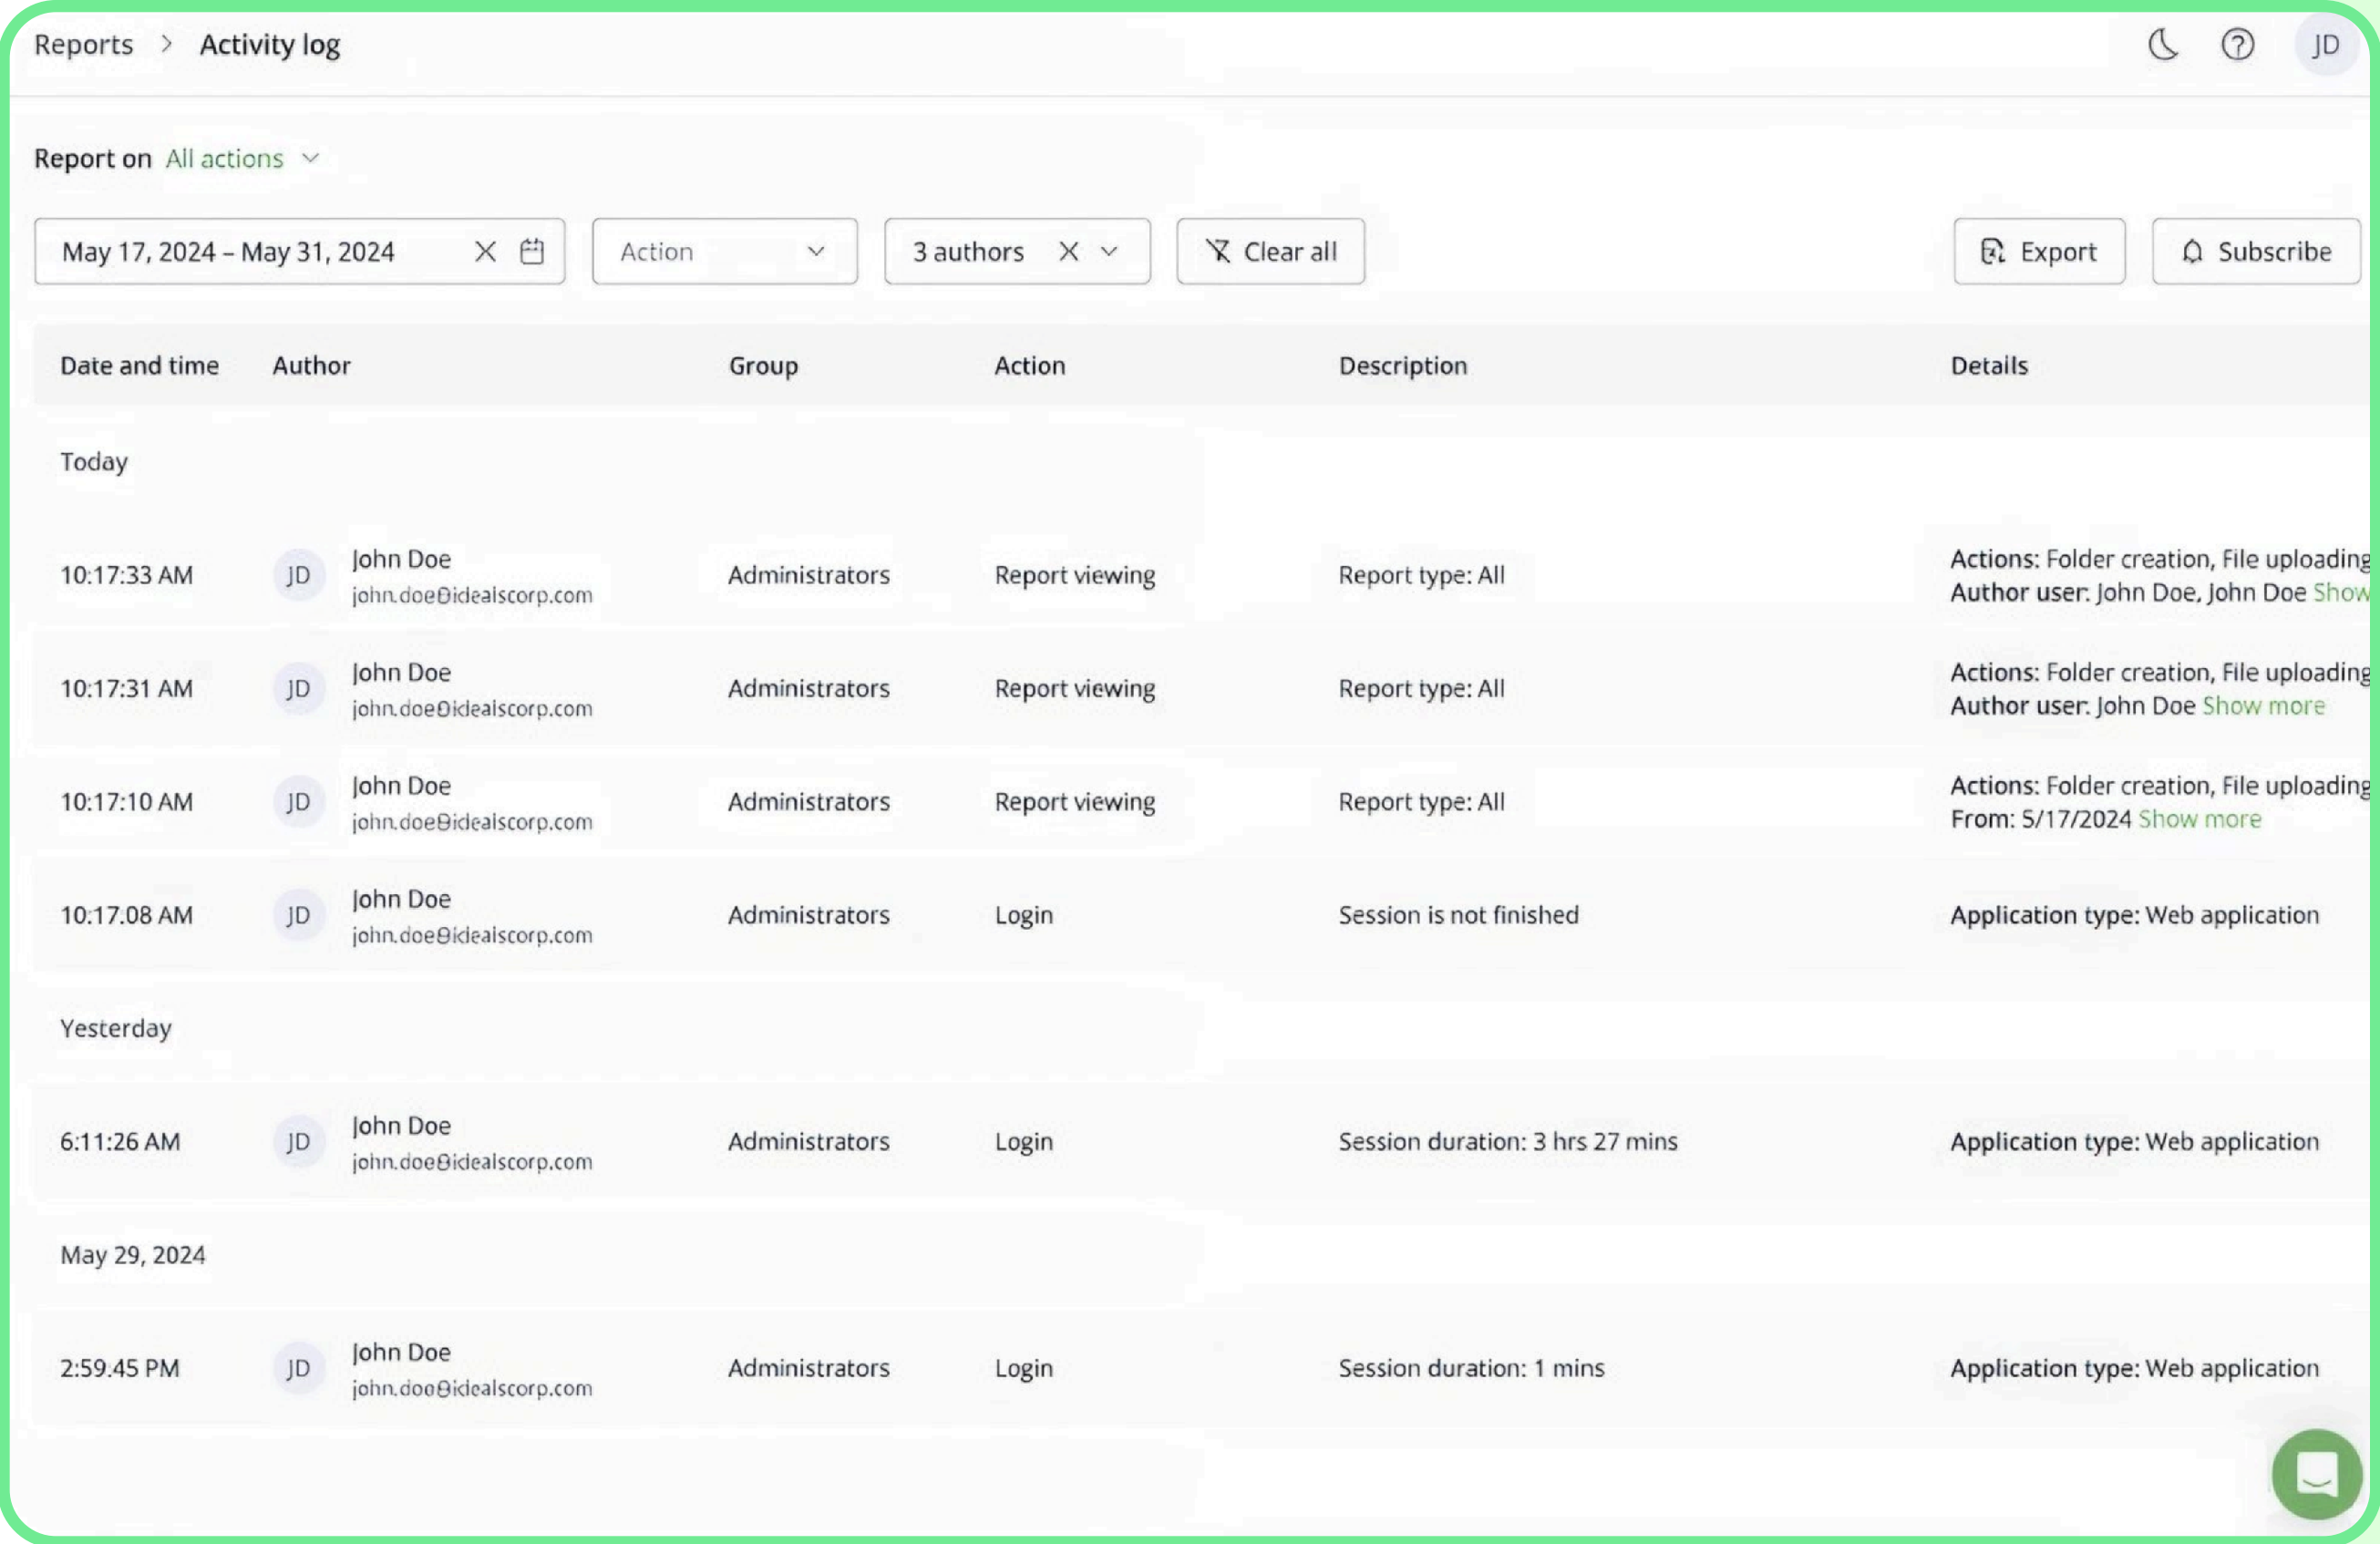 Reports > Activity log
JD
Report on All actions
May 17, 2024 – May 31, 2024
Action
3 authors
Clear all
Export
Subscribe
Date and time Author Group Action Description Details
Today
10:17:33 AM JD John Doe Administrators Report viewing Report type: All Actions: Folder creation, File uploading
john.doe@idealscorp.com Author user: John Doe, John Doe Show
10:17:31 AM JD John Doe Administrators Report viewing Report type: All Actions: Folder creation, File uploading
john.doe@idealscorp.com Author user: John Doe Show more
10:17:10 AM JD John Doe Administrators Report viewing Report type: All Actions: Folder creation, File uploading
john.doe@idealscorp.com From: 5/17/2024 Show more
10:17:08 AM JD John Doe Administrators Login Session is not finished Application type: Web application
john.doe@idealscorp.com
Yesterday
6:11:26 AM JD John Doe Administrators Login Session duration: 3 hrs 27 mins Application type: Web application
john.doe@idealscorp.com
May 29, 2024
2:59:45 PM JD John Doe Administrators Login Session duration: 1 mins Application type: Web application
john.doe@idealscorp.com